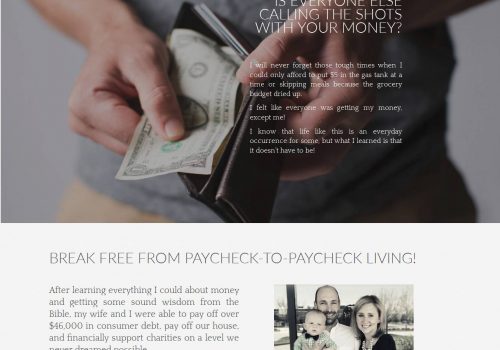 IS EVERYONE ELSE
CALLING THE SHOTS
WITH YOUR MONEY?
I will never forget those tough times when I
could only afford to put $5 in the gas tank at a
time or skipping meals because the grocery
budget dried up.
I felt like everyone was getting my money,
except me!
I know that life like this is an everyday
occurrence for some, but what I learned is that
it doesn't have to be!
BREAK FREE FROM PAYCHECK-TO-PAYCHECK LIVING!
After learning everything I could about money
and getting some sound wisdom from the
Bible, my wife and I were able to pay off over
$46,000 in consumer debt, pay off our house,
and financially support charities on a level we
never dreamed possible.